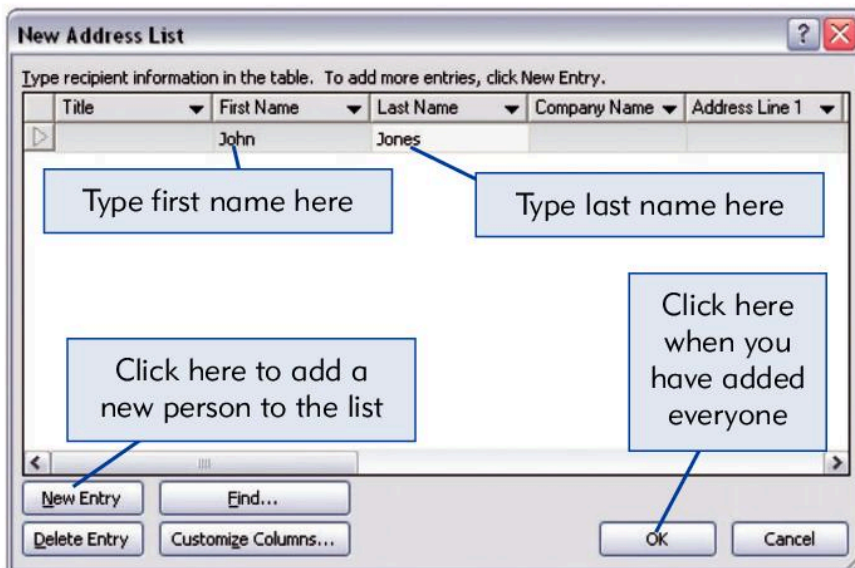 New Address List
?
Type recipient information in the table. To add more entries, click New Entry.
Title First Name Last Name Company Name Address Line 1
John Jones
Type first name here
Type last name here
Click here to add a
new person to the list
Click here
when you
have added
everyone
New Entry Find...
Delete Entry Customize Columns... OK Cancel